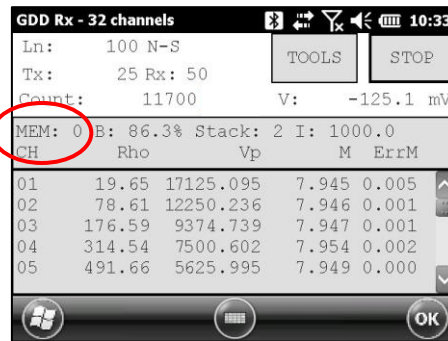 GDD Rx - 32 channels 10:33
Ln: 100 N-S
Tx: 25 Rx: 50
TOOLS STOP
Count: 11700 V: -125.1 mV
MEM: 0 B: 86.3% Stack: 2 I: 1000.0
CH Rho Vp M ErrM
01 19.65 17125.095 7.945 0.005
02 78.61 12250.236 7.946 0.001
03 176.59 9374.739 7.947 0.001
04 314.54 7500.602 7.954 0.002
05 491.66 5625.995 7.949 0.000
OK